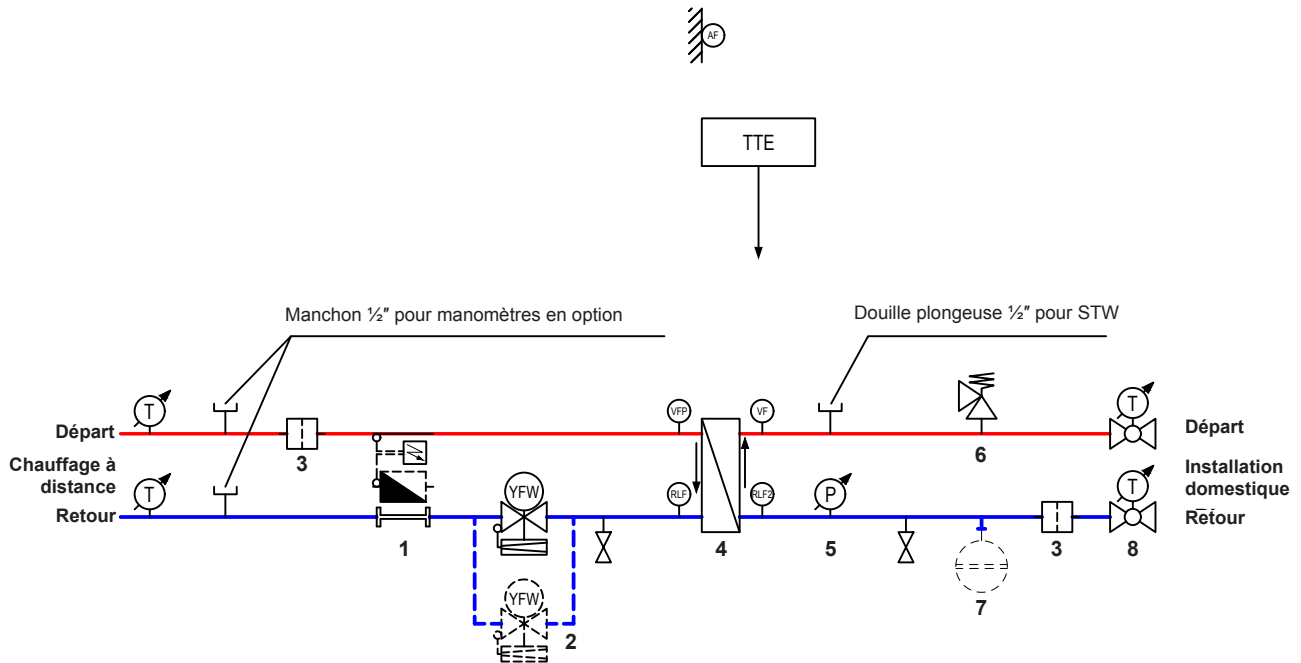 AF
TTE
Manchon ½″ pour manomètres en option
Douille plongeuse ½″ pour STW
T
VFP
VF
T
Départ
3
6
Départ
Chauffage à
distance
Installation
domestique
T
YFW
RLF
RLF2
P
T
Retour
Retour
1
4
5
3
8
YFW
2
7